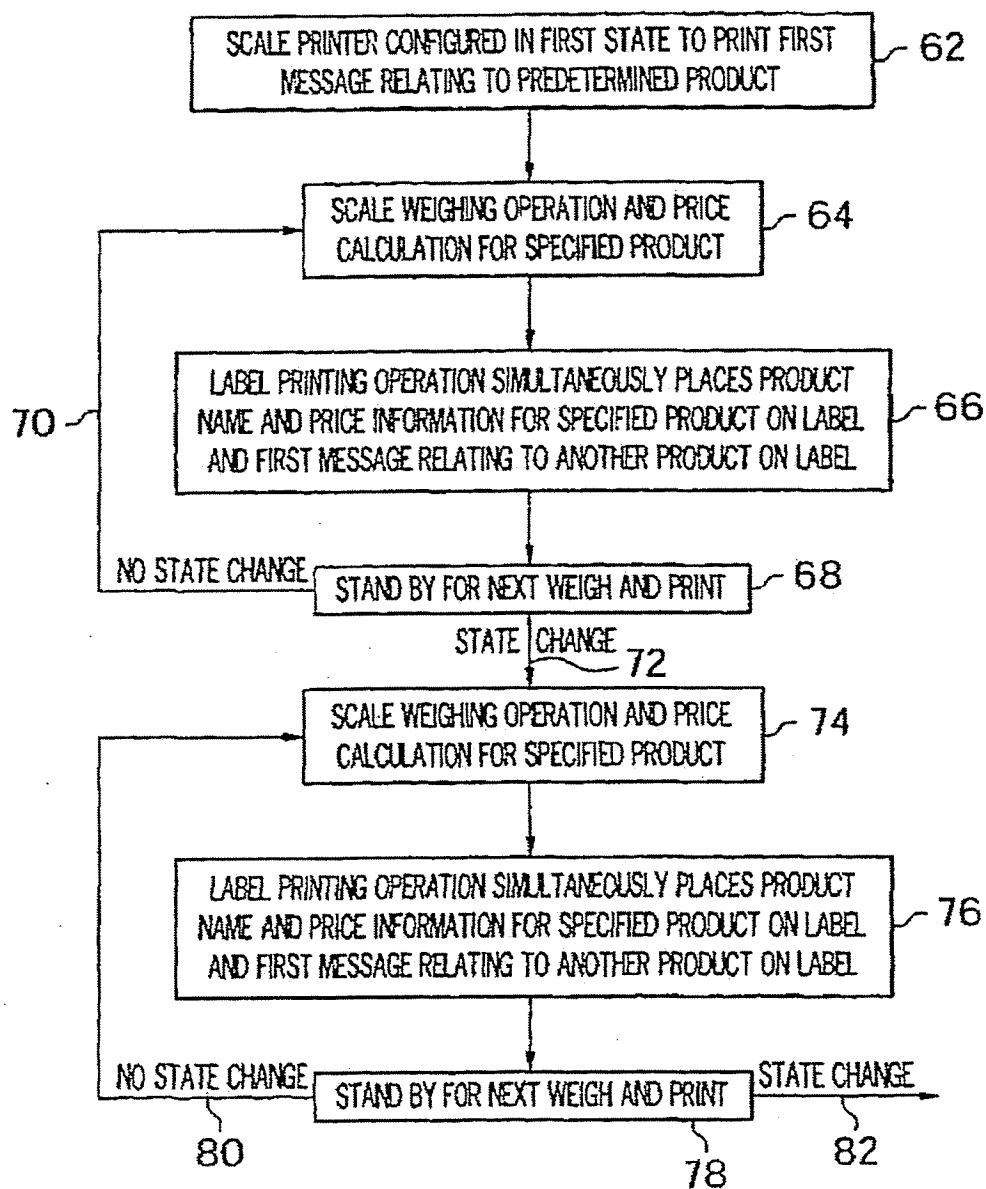 SCALE PRINTER CONFIGURED IN FIRST STATE TO PRINT FIRST
MESSAGE RELATING TO PREDETERMINED PRODUCT
62
SCALE WEIGHING OPERATION AND PRICE
CALCULATION FOR SPECIFIED PRODUCT
64
LABEL PRINTING OPERATION SIMULTANEOUSLY PLACES PRODUCT
NAME AND PRICE INFORMATION FOR SPECIFIED PRODUCT ON LABEL
AND FIRST MESSAGE RELATING TO ANOTHER PRODUCT ON LABEL
66
70
NO STATE CHANGE
STAND BY FOR NEXT WEIGH AND PRINT
68
STATE CHANGE
72
SCALE WEIGHING OPERATION AND PRICE
CALCULATION FOR SPECIFIED PRODUCT
74
LABEL PRINTING OPERATION SIMULTANEOUSLY PLACES PRODUCT
NAME AND PRICE INFORMATION FOR SPECIFIED PRODUCT ON LABEL
AND FIRST MESSAGE RELATING TO ANOTHER PRODUCT ON LABEL
76
NO STATE CHANGE
80
STAND BY FOR NEXT WEIGH AND PRINT
78
STATE CHANGE
82